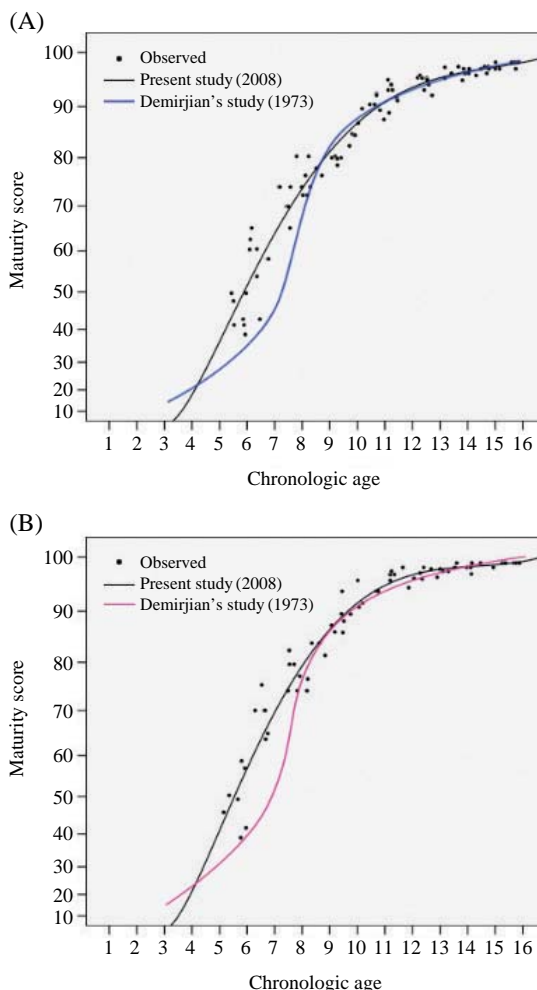 (A)
100
90
80
70
60
50
40
30
20
10
Maturity score
Observed
Present study (2008)
Demirjian's study (1973)
1 2 3 4 5 6 7 8 9 10 11 12 13 14 15 16
Chronologic age
(B)
100
90
80
70
60
50
40
30
20
10
Maturity score
Observed
Present study (2008)
Demirjian's study (1973)
1 2 3 4 5 6 7 8 9 10 11 12 13 14 15 16
Chronologic age